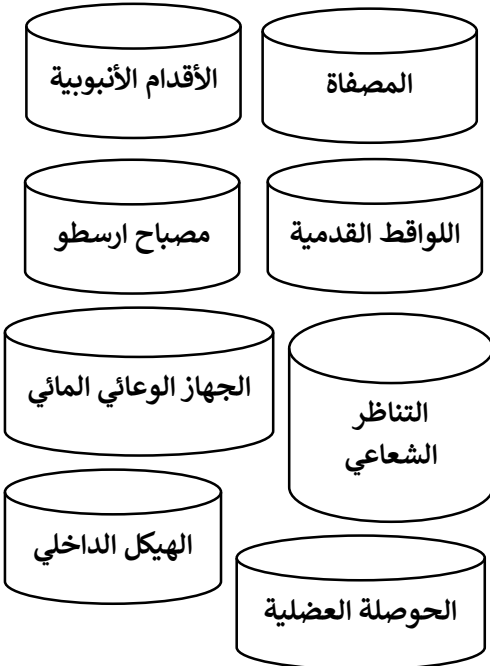 المصفاة
الأقدام الأنبوبية
اللواقط القدمية
مصباح ارسطو
الجهاز الوعائي المائي
التناظر
الشعاعي
الهيكل الداخلي
الحوصلة العضلية